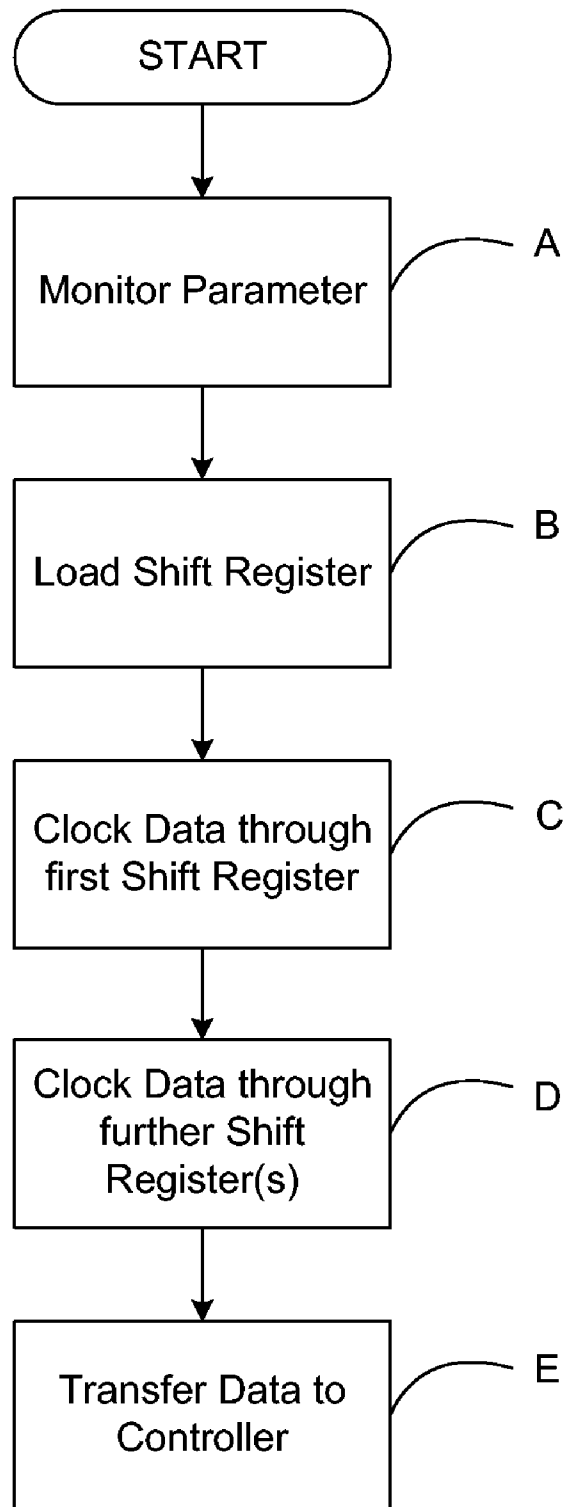 START
Monitor Parameter
A
Load Shift Register
B
Clock Data through
first Shift Register
C
Clock Data through
further Shift
Register(s)
D
Transfer Data to
Controller
E